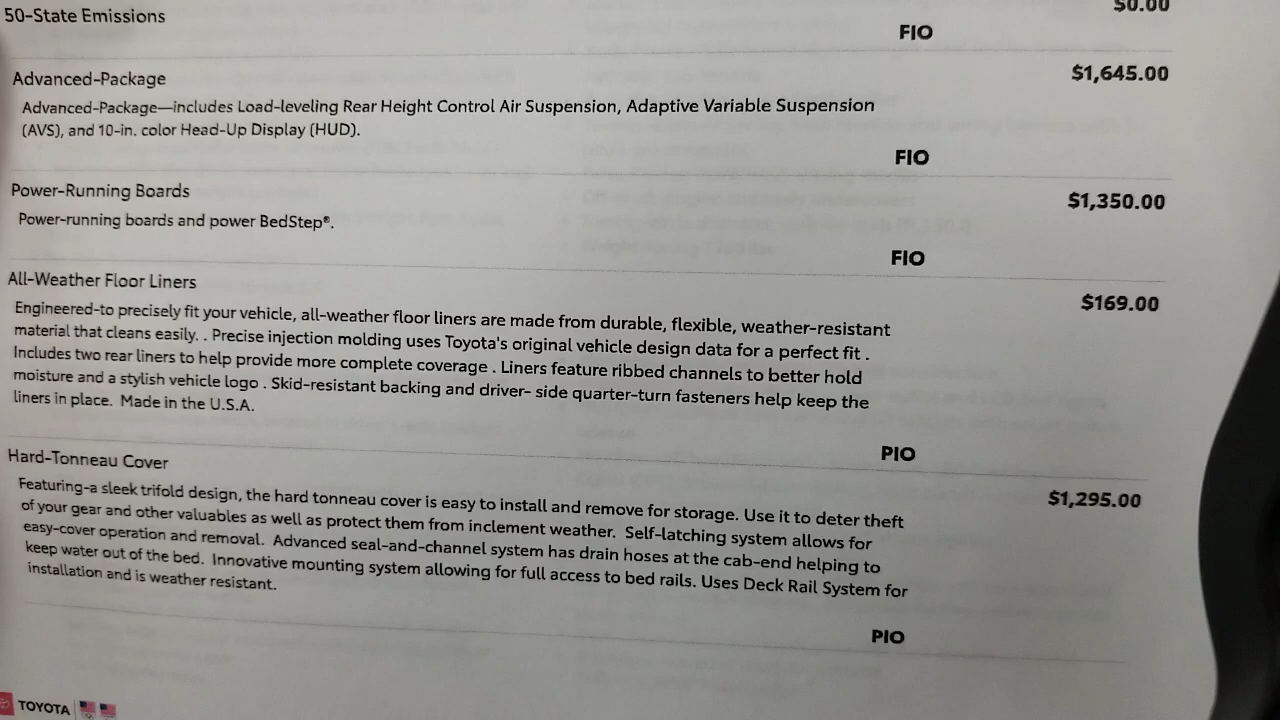 $0.00
50-State Emissions
FIO
Advanced-Package
$1,645.00
Advanced-Package—includes Load-leveling Rear Height Control Air Suspension, Adaptive Variable Suspension
(AVS), and 10-in. color Head-Up Display (HUD).
FIO
Power-Running Boards
$1,350.00
Power-running boards and power BedStep®.
FIO
All-Weather Floor Liners
$169.00
Engineered-to precisely fit your vehicle, all-weather floor liners are made from durable, flexible, weather-resistant
material that cleans easily. . Precise injection molding uses Toyota's original vehicle design data for a perfect fit .
Includes two rear liners to help provide more complete coverage . Liners feature ribbed channels to better hold
moisture and a stylish vehicle logo . Skid-resistant backing and driver- side quarter-turn fasteners help keep the
liners in place. Made in the U.S.A.
PIO
Hard-Tonneau Cover
$1,295.00
Featuring-a sleek trifold design, the hard tonneau cover is easy to install and remove for storage. Use it to deter theft
of your gear and other valuables as well as protect them from inclement weather. Self-latching system allows for
easy-cover operation and removal. Advanced seal-and-channel system has drain hoses at the cab-end helping to
keep water out of the bed. Innovative mounting system allowing for full access to bed rails. Uses Deck Rail System for
installation and is weather resistant.
PIO
TOYOTA